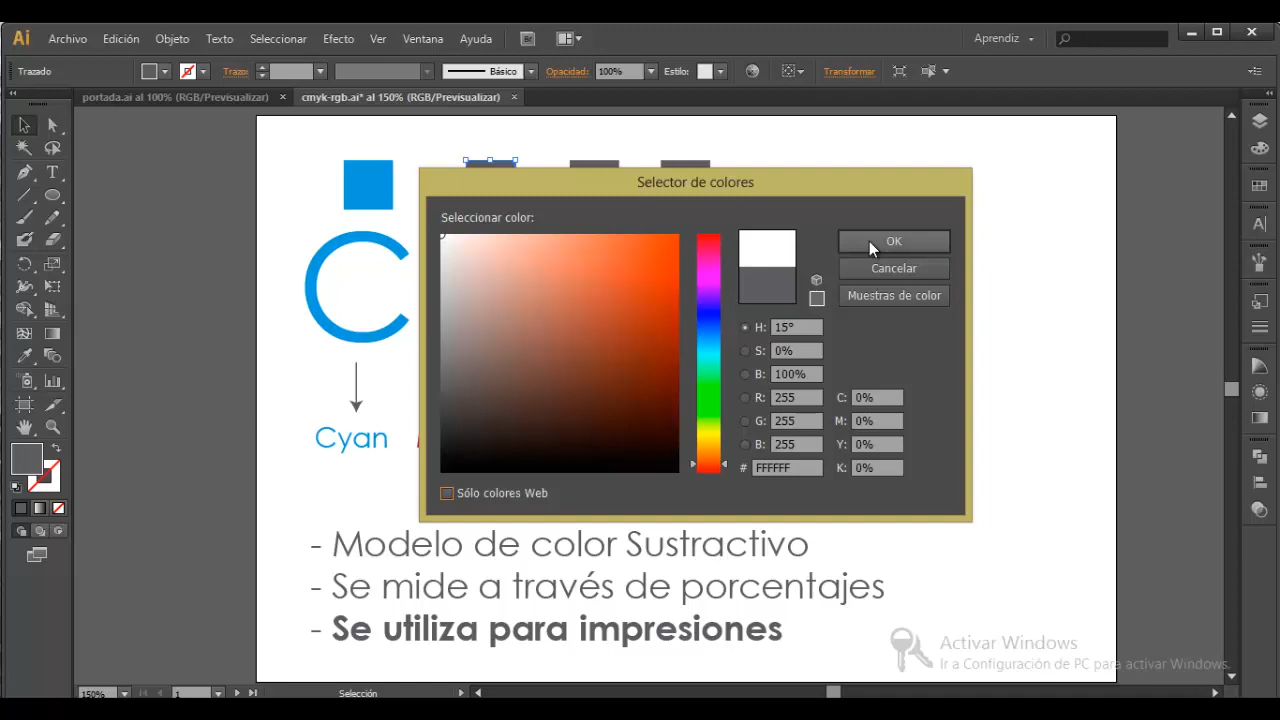 Ai Archivo Edición Objeto Texto Seleccionar Efecto Ver Ventana Ayuda Br Aprendiz
Trazado Trazo: Básico Opacidad: 100% Estilo: Transformar
portada.ai al 100% (RGB/Previsualizar) × cmyk-rgb.ai* al 150% (RGB/Previsualizar) ×
Selector de colores
Seleccionar color:
OK
Cancelar
Muestras de color
H: 15°
S: 0%
B: 100%
R: 255 C: 0%
G: 255 M: 0%
B: 255 Y: 0%
# FFFFFF K: 0%
Sólo colores Web
C
Cyan
- Modelo de color Sustractivo
- Se mide a través de porcentajes
- Se utiliza para impresiones
Activar Windows
Ir a Configuración de PC para activar Windows.
150% 1 Selección